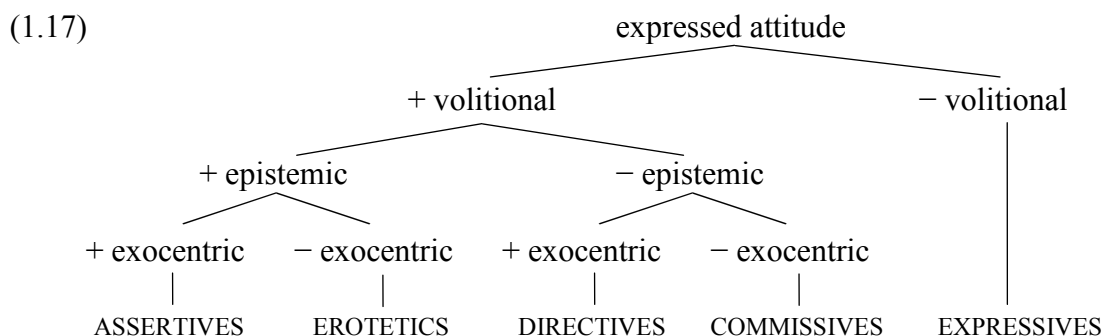 (1.17) expressed attitude
+ volitional − volitional
+ epistemic − epistemic
+ exocentric − exocentric + exocentric − exocentric
ASSERTIVES EROTETICS DIRECTIVES COMMISSIVES EXPRESSIVES